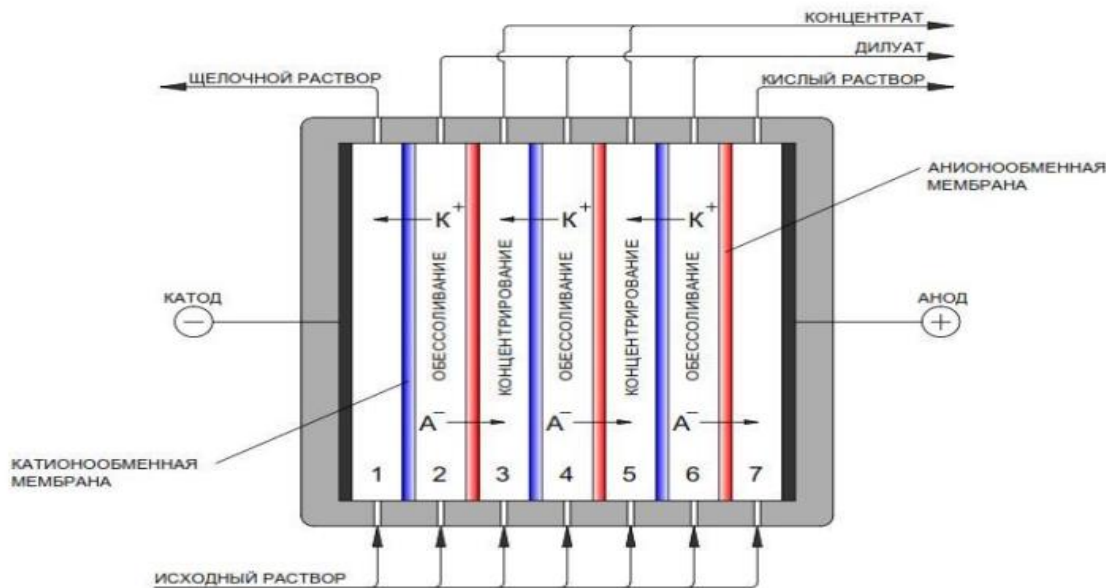 КОНЦЕНТРАТ
ДИЛУАТ
ЩЕЛОЧНОЙ РАСТВОР
КИСЛЫЙ РАСТВОР
АНИОНООБМЕННАЯ
МЕМБРАНА
K+
K+
K+
КАТОД
−
АНОД
+
ОБЕССОЛИВАНИЕ
КОНЦЕНТРИРОВАНИЕ
ОБЕССОЛИВАНИЕ
КОНЦЕНТРИРОВАНИЕ
ОБЕССОЛИВАНИЕ
A−
A−
A−
КАТИОНООБМЕННАЯ
МЕМБРАНА
1 2 3 4 5 6 7
ИСХОДНЫЙ РАСТВОР